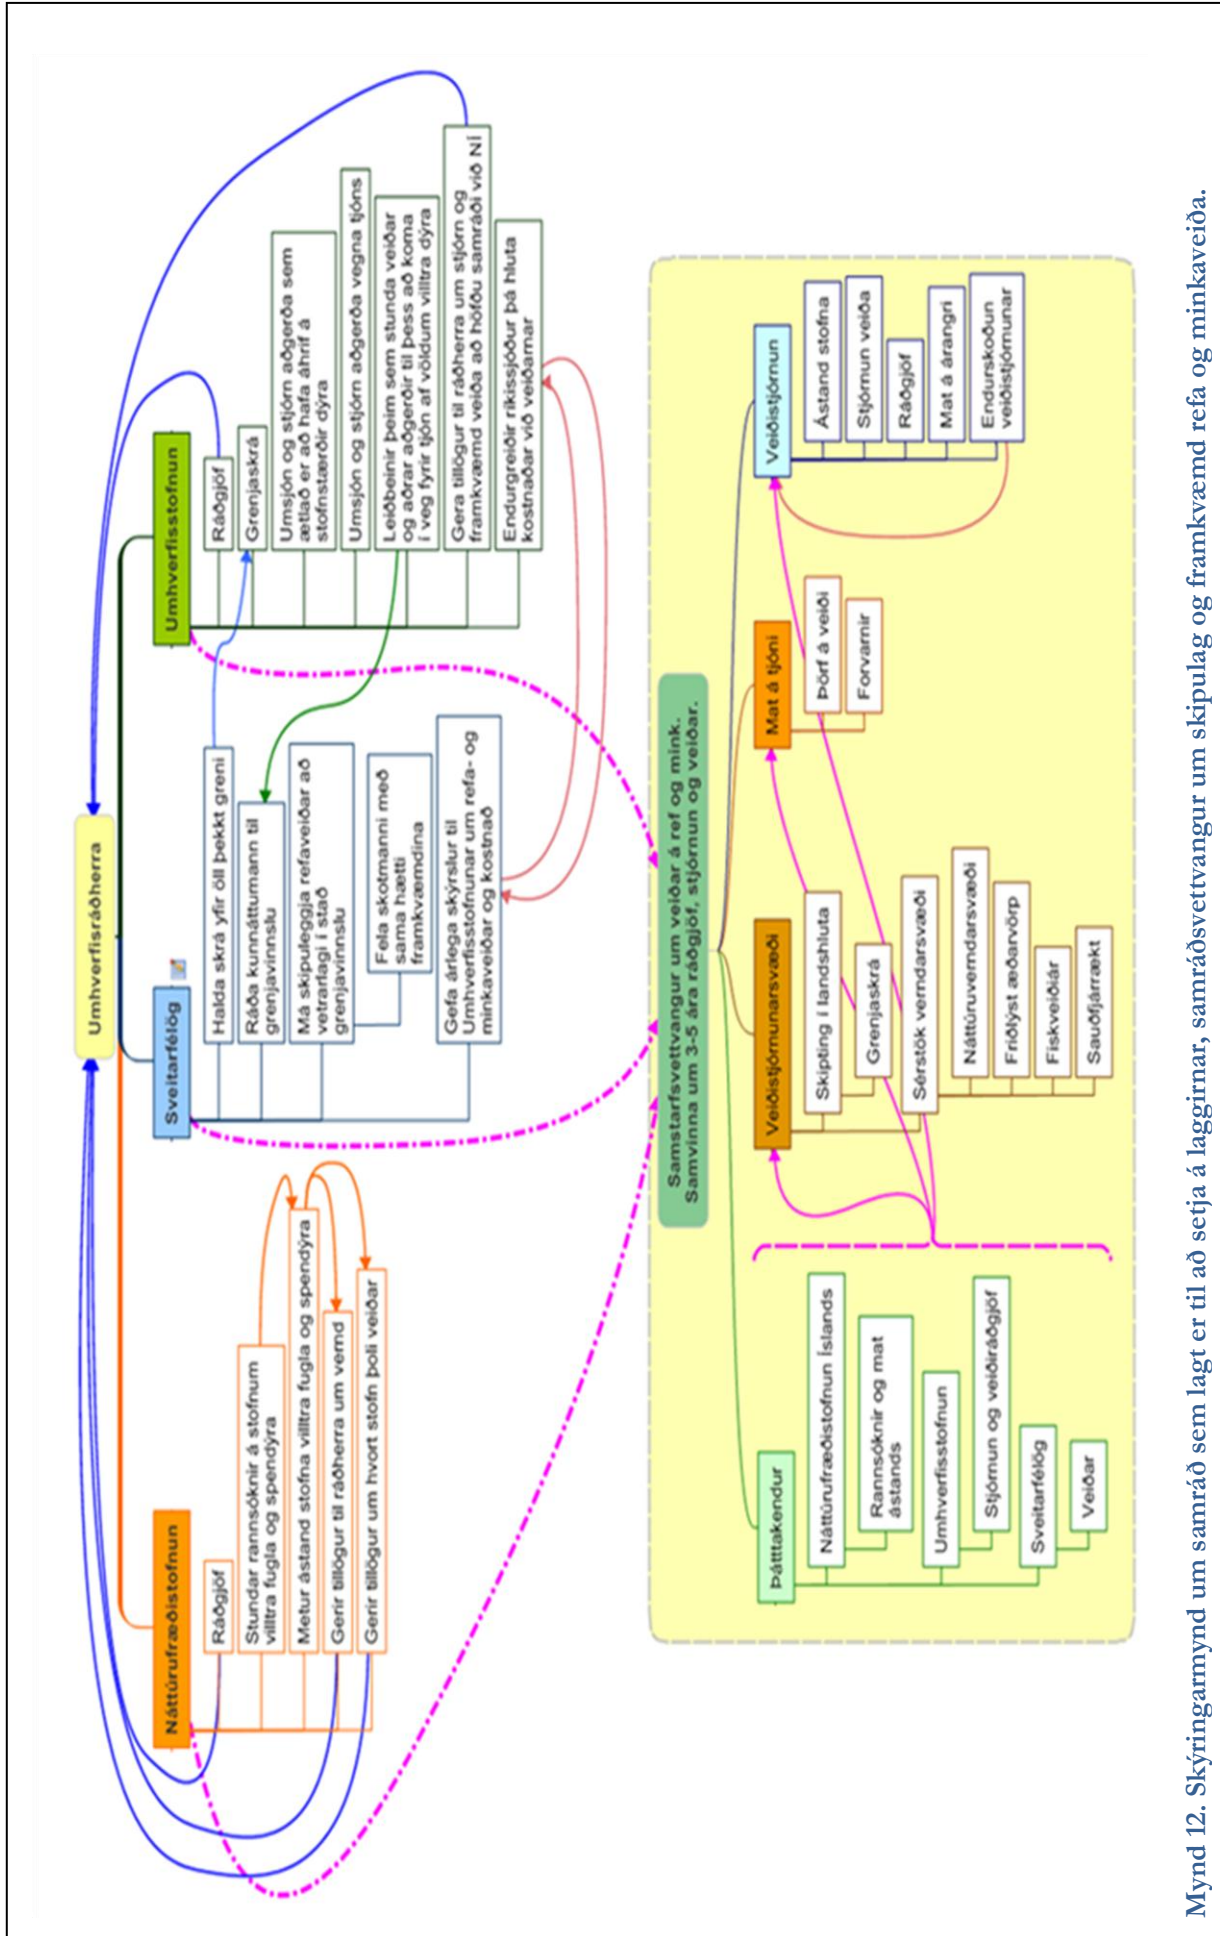 Umhverfisráðherra
Náttúrufræðistofnun
Ráðgjöf
Stundar rannsóknir á stofnum
villtra fugla og spendýra
Metur ástand stofna villtra fugla og spendýra
Gerir tillögur til ráðherra um vernd
Gerir tillögur um hvort stofn þoli veiðar
Sveitarfélög
Halda skrá yfir öll þekkt greni
Ráða kunnáttumann til
grenjavinnslu
Má skipuleggja refaveiðar að
vetrarlagi í stað
grenjavinnslu
Fela skotmanni með
sama hætti
framkvæmdina
Gefa árlega skýrslur til
Umhverfisstofnunar um refa- og
minkaveiðar og kostnað
Umhverfisstofnun
Ráðgjöf
Grenjaskrá
Umsjón og stjórn aðgerða sem
ætlað er að hafa áhrif á
stofnstærðir dýra
Umsjón og stjórn aðgerða vegna tjóns
Leiðbeinir þeim sem stunda veiðar
og aðrar aðgerðir til þess að koma
í veg fyrir tjón af völdum villtra dýra
Gera tillögur til ráðherra um stjórn og
framkvæmd veiða að höfðu samráði við NÍ
Endurgreiðir ríkissjóður þá hluta
kostnaðar við veiðarnar
Samstarfsvettvangur um veiðar á ref og mink.
Samvinna um 3-5 ára ráðgjöf, stjórnun og veiðar.
Þátttakendur
Náttúrufræðistofnun Íslands
Rannsóknir og mat
ástands
Umhverfisstofnun
Stjórnun og veiðiráðgjöf
Sveitarfélög
Veiðar
Veiðistjórnunarsvæði
Skipting í landshluta
Grenjaskrá
Sérstök verndarsvæði
Náttúruverndarsvæði
Friðlýst æðarvörp
Fiskveiðiár
Sauðfjárrækt
Mat á tjóni
Þörf á veiði
Forvarnir
Veiðistjórnun
Ástand stofna
Stjórnun veiða
Ráðgjöf
Mat á árangri
Endurskoðun
veiðistjórnunar
Mynd 12. Skýringarmynd um samráð sem lagt er til að setja á laggirnar, samráðsvettvangur um skipulag og framkvæmd refa og minkaveiða.